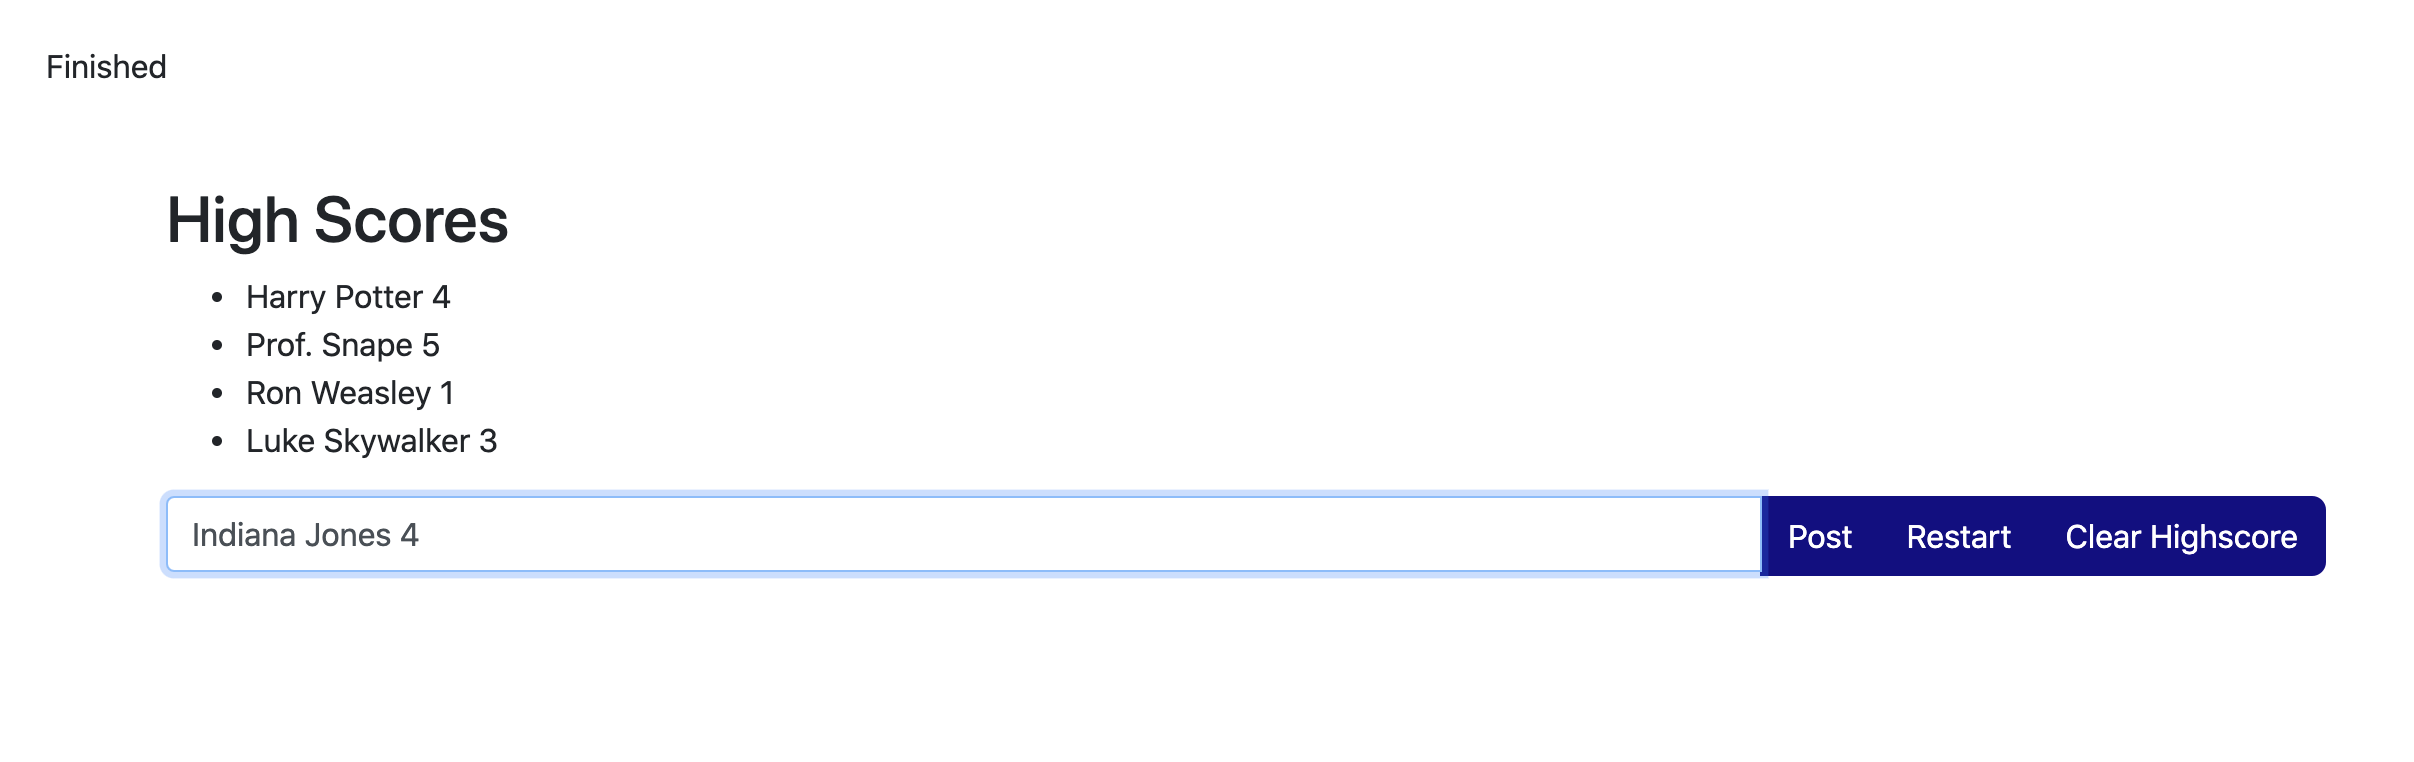 Finished
High Scores
Harry Potter 4
Prof. Snape 5
Ron Weasley 1
Luke Skywalker 3
Indiana Jones 4 Post Restart Clear Highscore